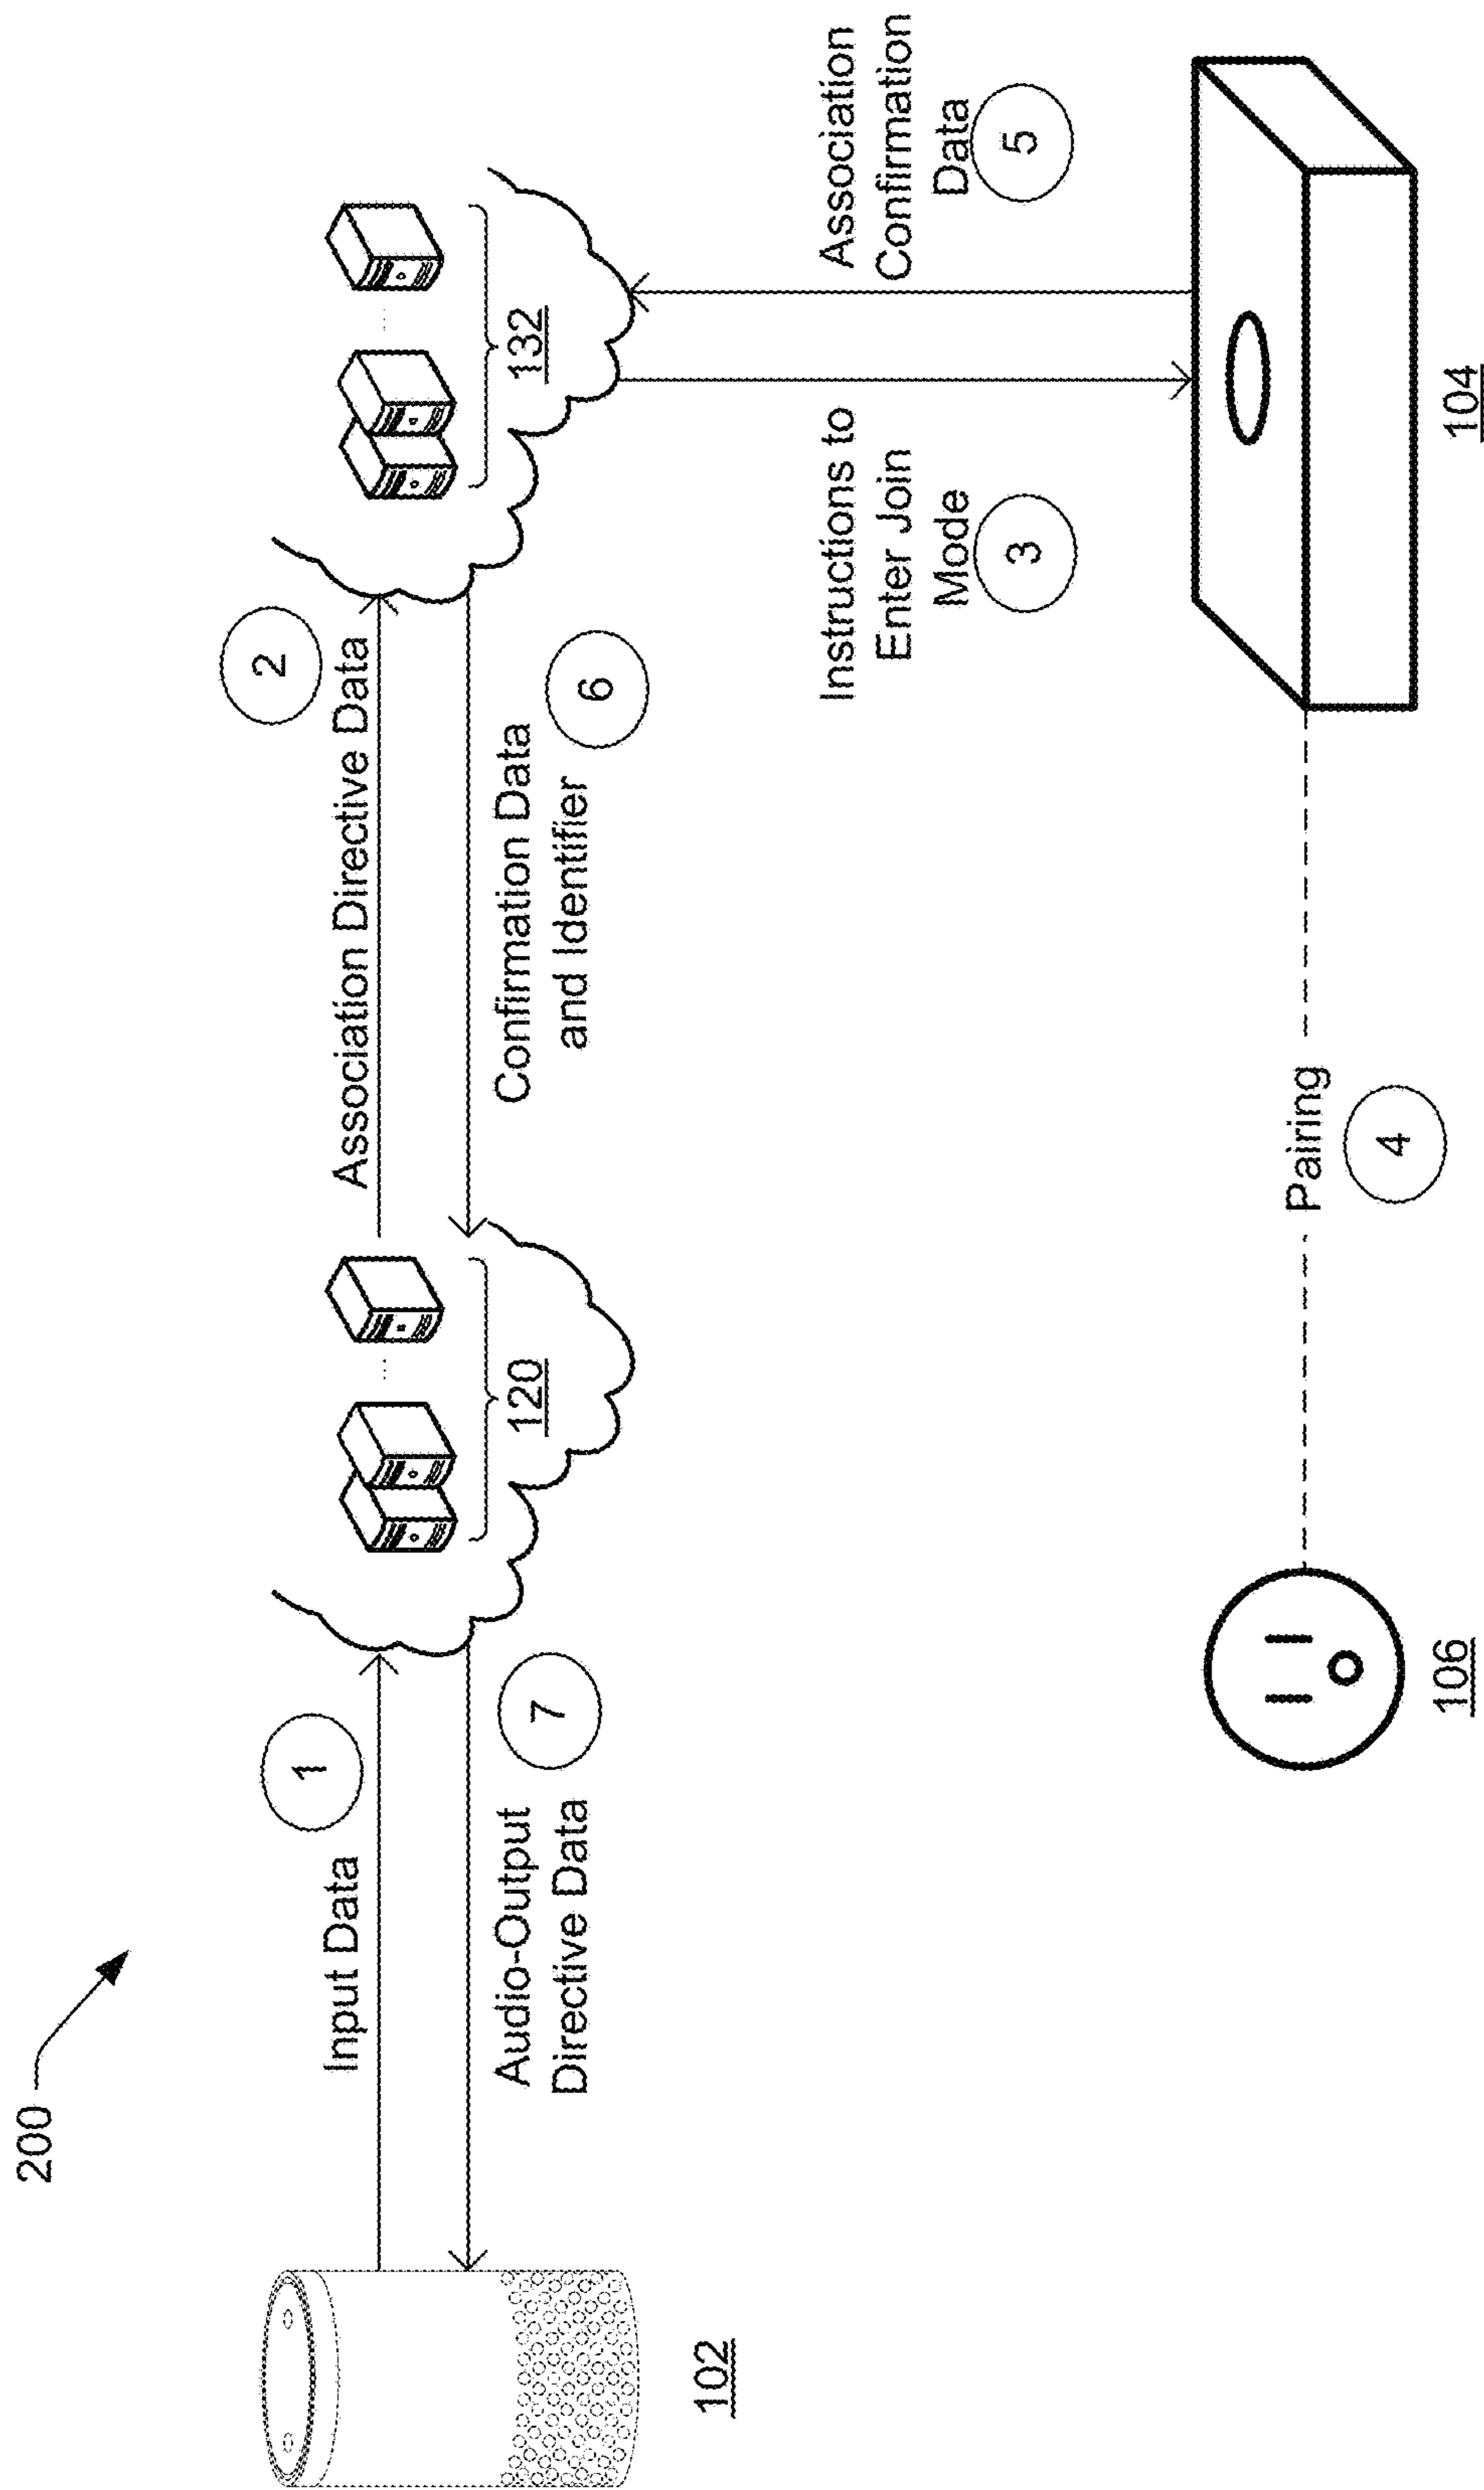 200
Input Data
1
Audio-Output
Directive Data
7
102
120
Association Directive Data
2
Confirmation Data
and Identifier
6
132
Instructions to
Enter Join
Mode
3
Association
Confirmation
Data
5
Pairing
4
106
104